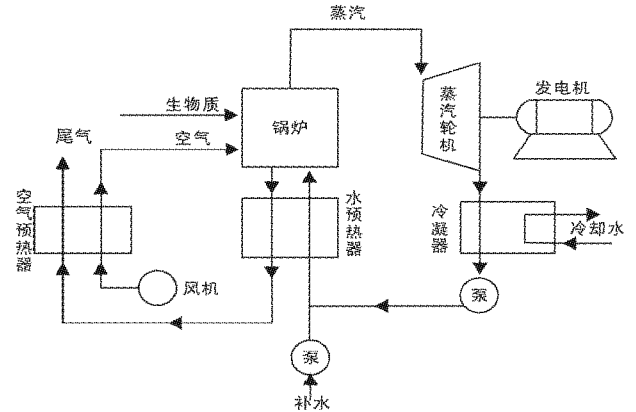 蒸汽
生物质
尾气
空气
锅炉
蒸汽轮机
发电机
空气预热器
水预热器
冷凝器
冷却水
风机
泵
泵
补水